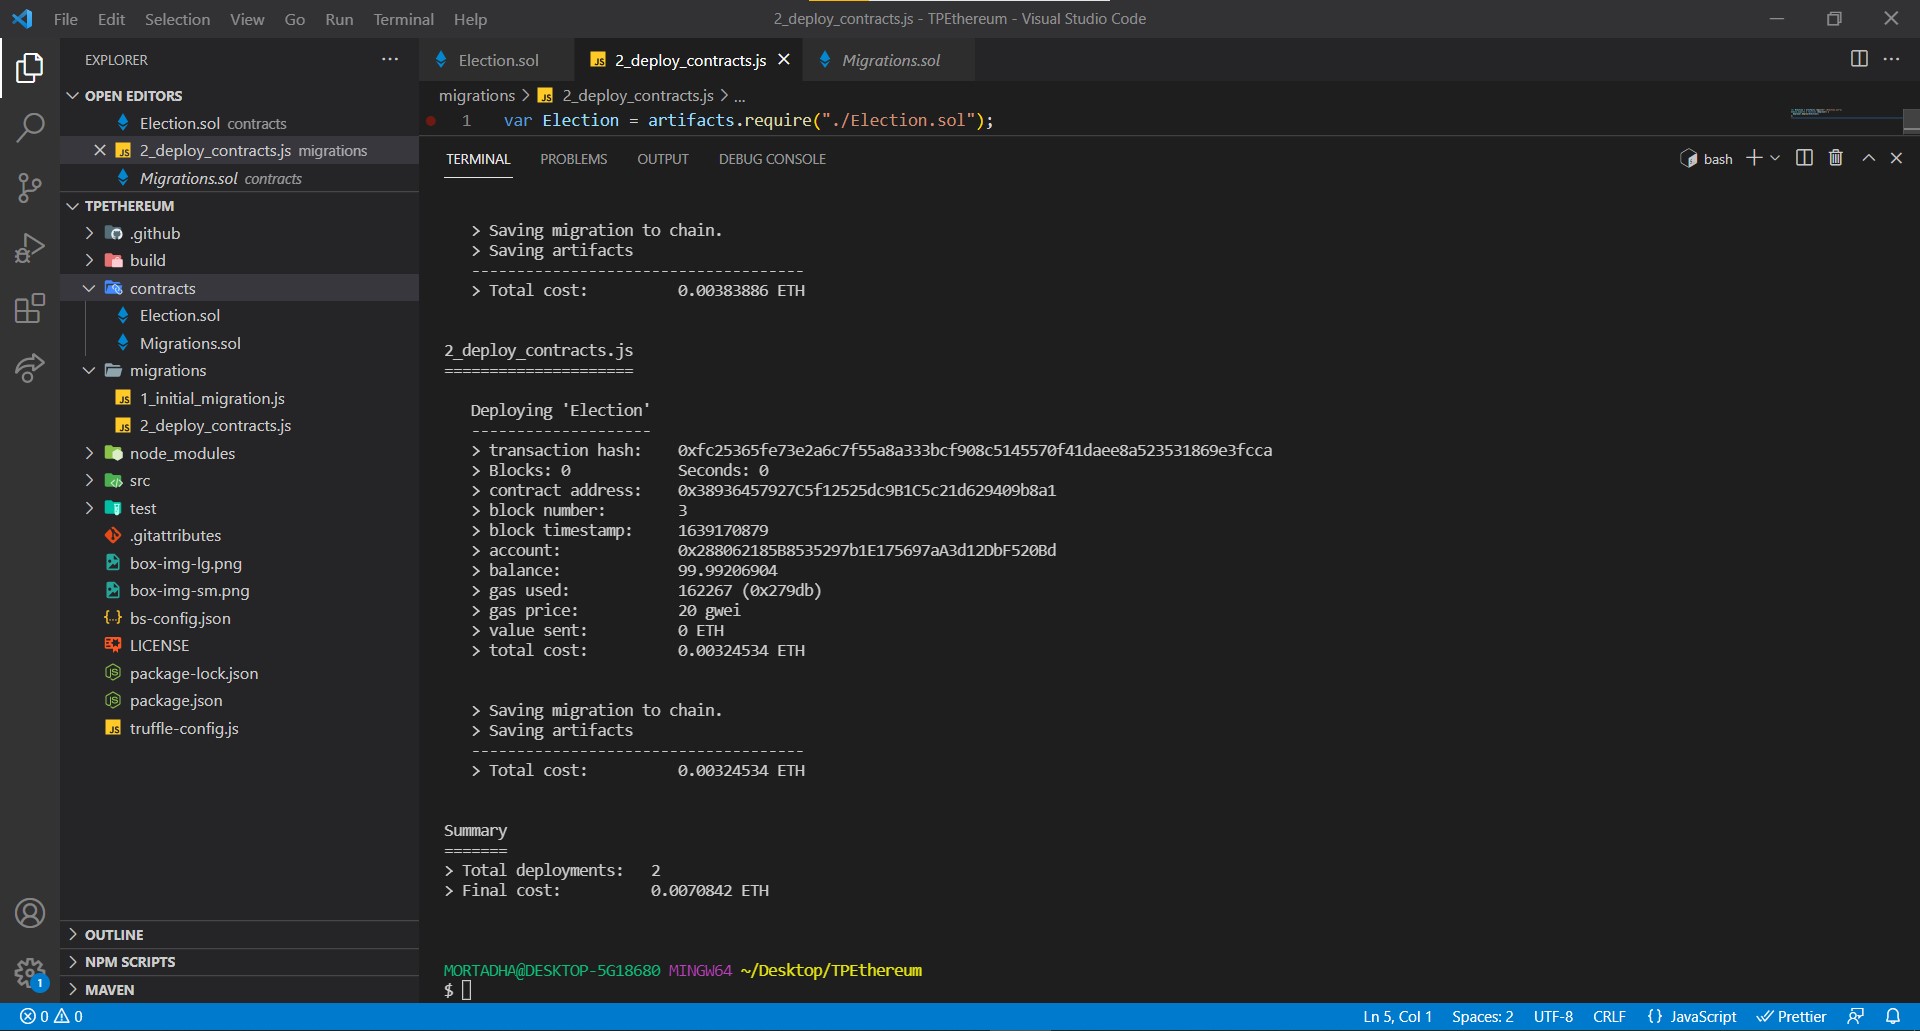 File Edit Selection View Go Run Terminal Help
2_deploy_contracts.js - TPEthereum - Visual Studio Code
EXPLORER
OPEN EDITORS
Election.sol contracts
2_deploy_contracts.js migrations
Migrations.sol contracts
TPETHEREUM
.github
build
contracts
Election.sol
Migrations.sol
migrations
1_initial_migration.js
2_deploy_contracts.js
node_modules
src
test
.gitattributes
box-img-lg.png
box-img-sm.png
bs-config.json
LICENSE
package-lock.json
package.json
truffle-config.js
OUTLINE
NPM SCRIPTS
MAVEN
Election.sol 2_deploy_contracts.js Migrations.sol
migrations > 2_deploy_contracts.js > ...
1 var Election = artifacts.require("./Election.sol");
TERMINAL PROBLEMS OUTPUT DEBUG CONSOLE
bash
> Saving migration to chain.
> Saving artifacts
-------------------------------------
> Total cost: 0.00383886 ETH
2_deploy_contracts.js
=====================
Deploying 'Election'
--------------------
> transaction hash: 0xfc25365fe73e2a6c7f55a8a333bcf908c5145570f41daee8a523531869e3fcca
> Blocks: 0 Seconds: 0
> contract address: 0x38936457927C5f12525dc9B1C5c21d629409b8a1
> block number: 3
> block timestamp: 1639170879
> account: 0x288062185B8535297b1E175697aA3d12DbF520Bd
> balance: 99.99206904
> gas used: 162267 (0x279db)
> gas price: 20 gwei
> value sent: 0 ETH
> total cost: 0.00324534 ETH
> Saving migration to chain.
> Saving artifacts
-------------------------------------
> Total cost: 0.00324534 ETH
Summary
=======
> Total deployments: 2
> Final cost: 0.0070842 ETH
MORTADHA@DESKTOP-5G18680 MINGW64 ~/Desktop/TPEthereum
$
1
0 0 Ln 5, Col 1 Spaces: 2 UTF-8 CRLF {} JavaScript Prettier